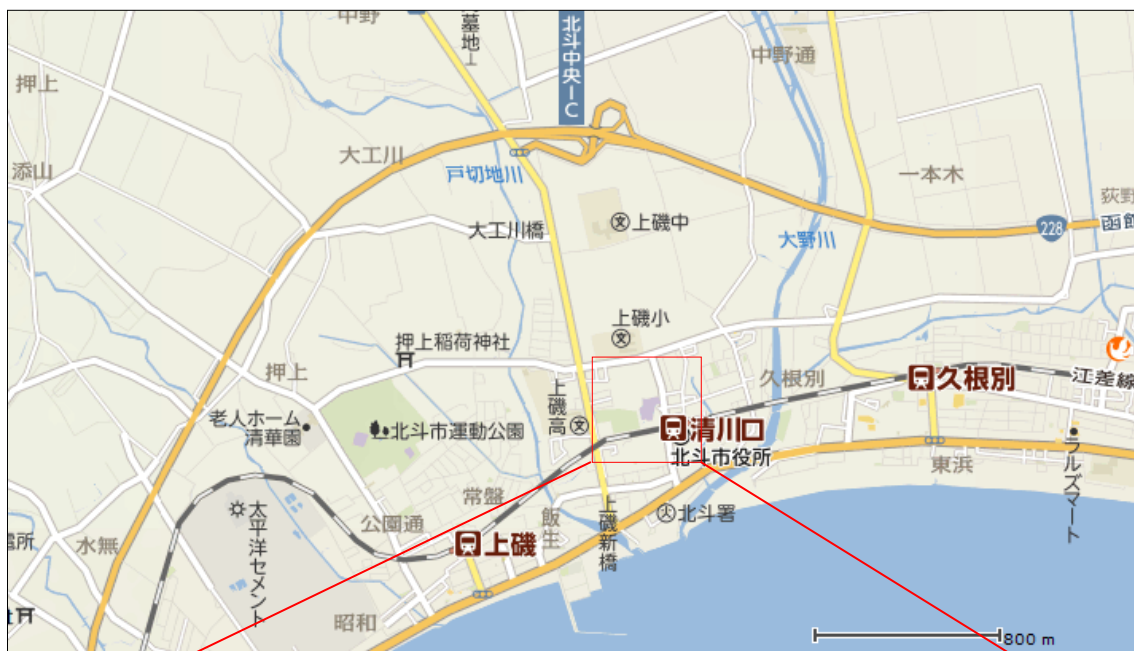 中野
墓地
北斗中央IC
中野通
押上
大工川
添山
戸切地川
一本木
荻野
上磯中
大工川橋
大野川
228
函館
上磯小
押上稲荷神社
押上
久根別
久根別
江差線
上磯高
老人ホーム
清華園
北斗市運動公園
清川口
北斗市役所
東浜
ラルズマート
常盤
飯生
上磯新橋
北斗署
太平洋セメント
公園通
水無
電所
上磯
昭和
800 m